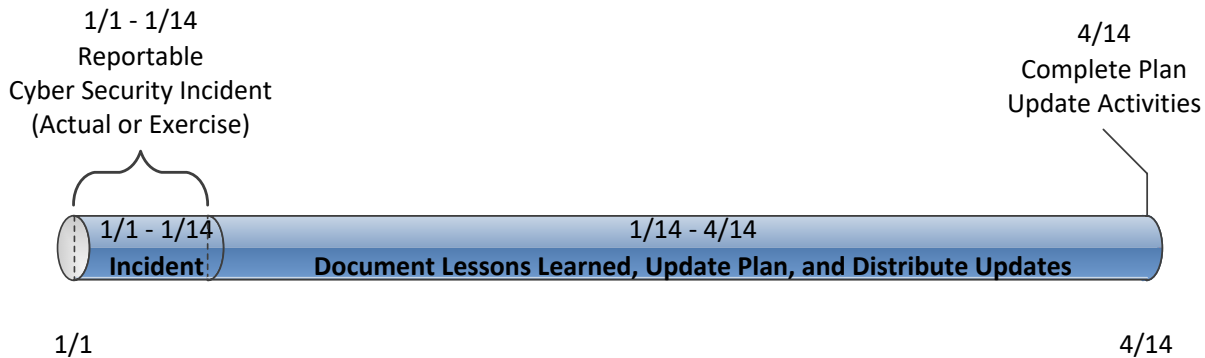 1/1 - 1/14
Reportable
Cyber Security Incident
(Actual or Exercise)
4/14
Complete Plan
Update Activities
1/1 - 1/14
Incident
1/14 - 4/14
Document Lessons Learned, Update Plan, and Distribute Updates
1/1
4/14